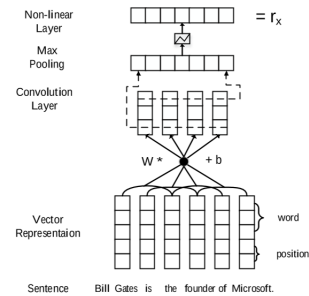 Non-linear
Layer
= rx
Max
Pooling
Convolution
Layer
W *
+ b
Vector
Representaion
word
position
Sentence
Bill Gates is the founder of Microsoft.